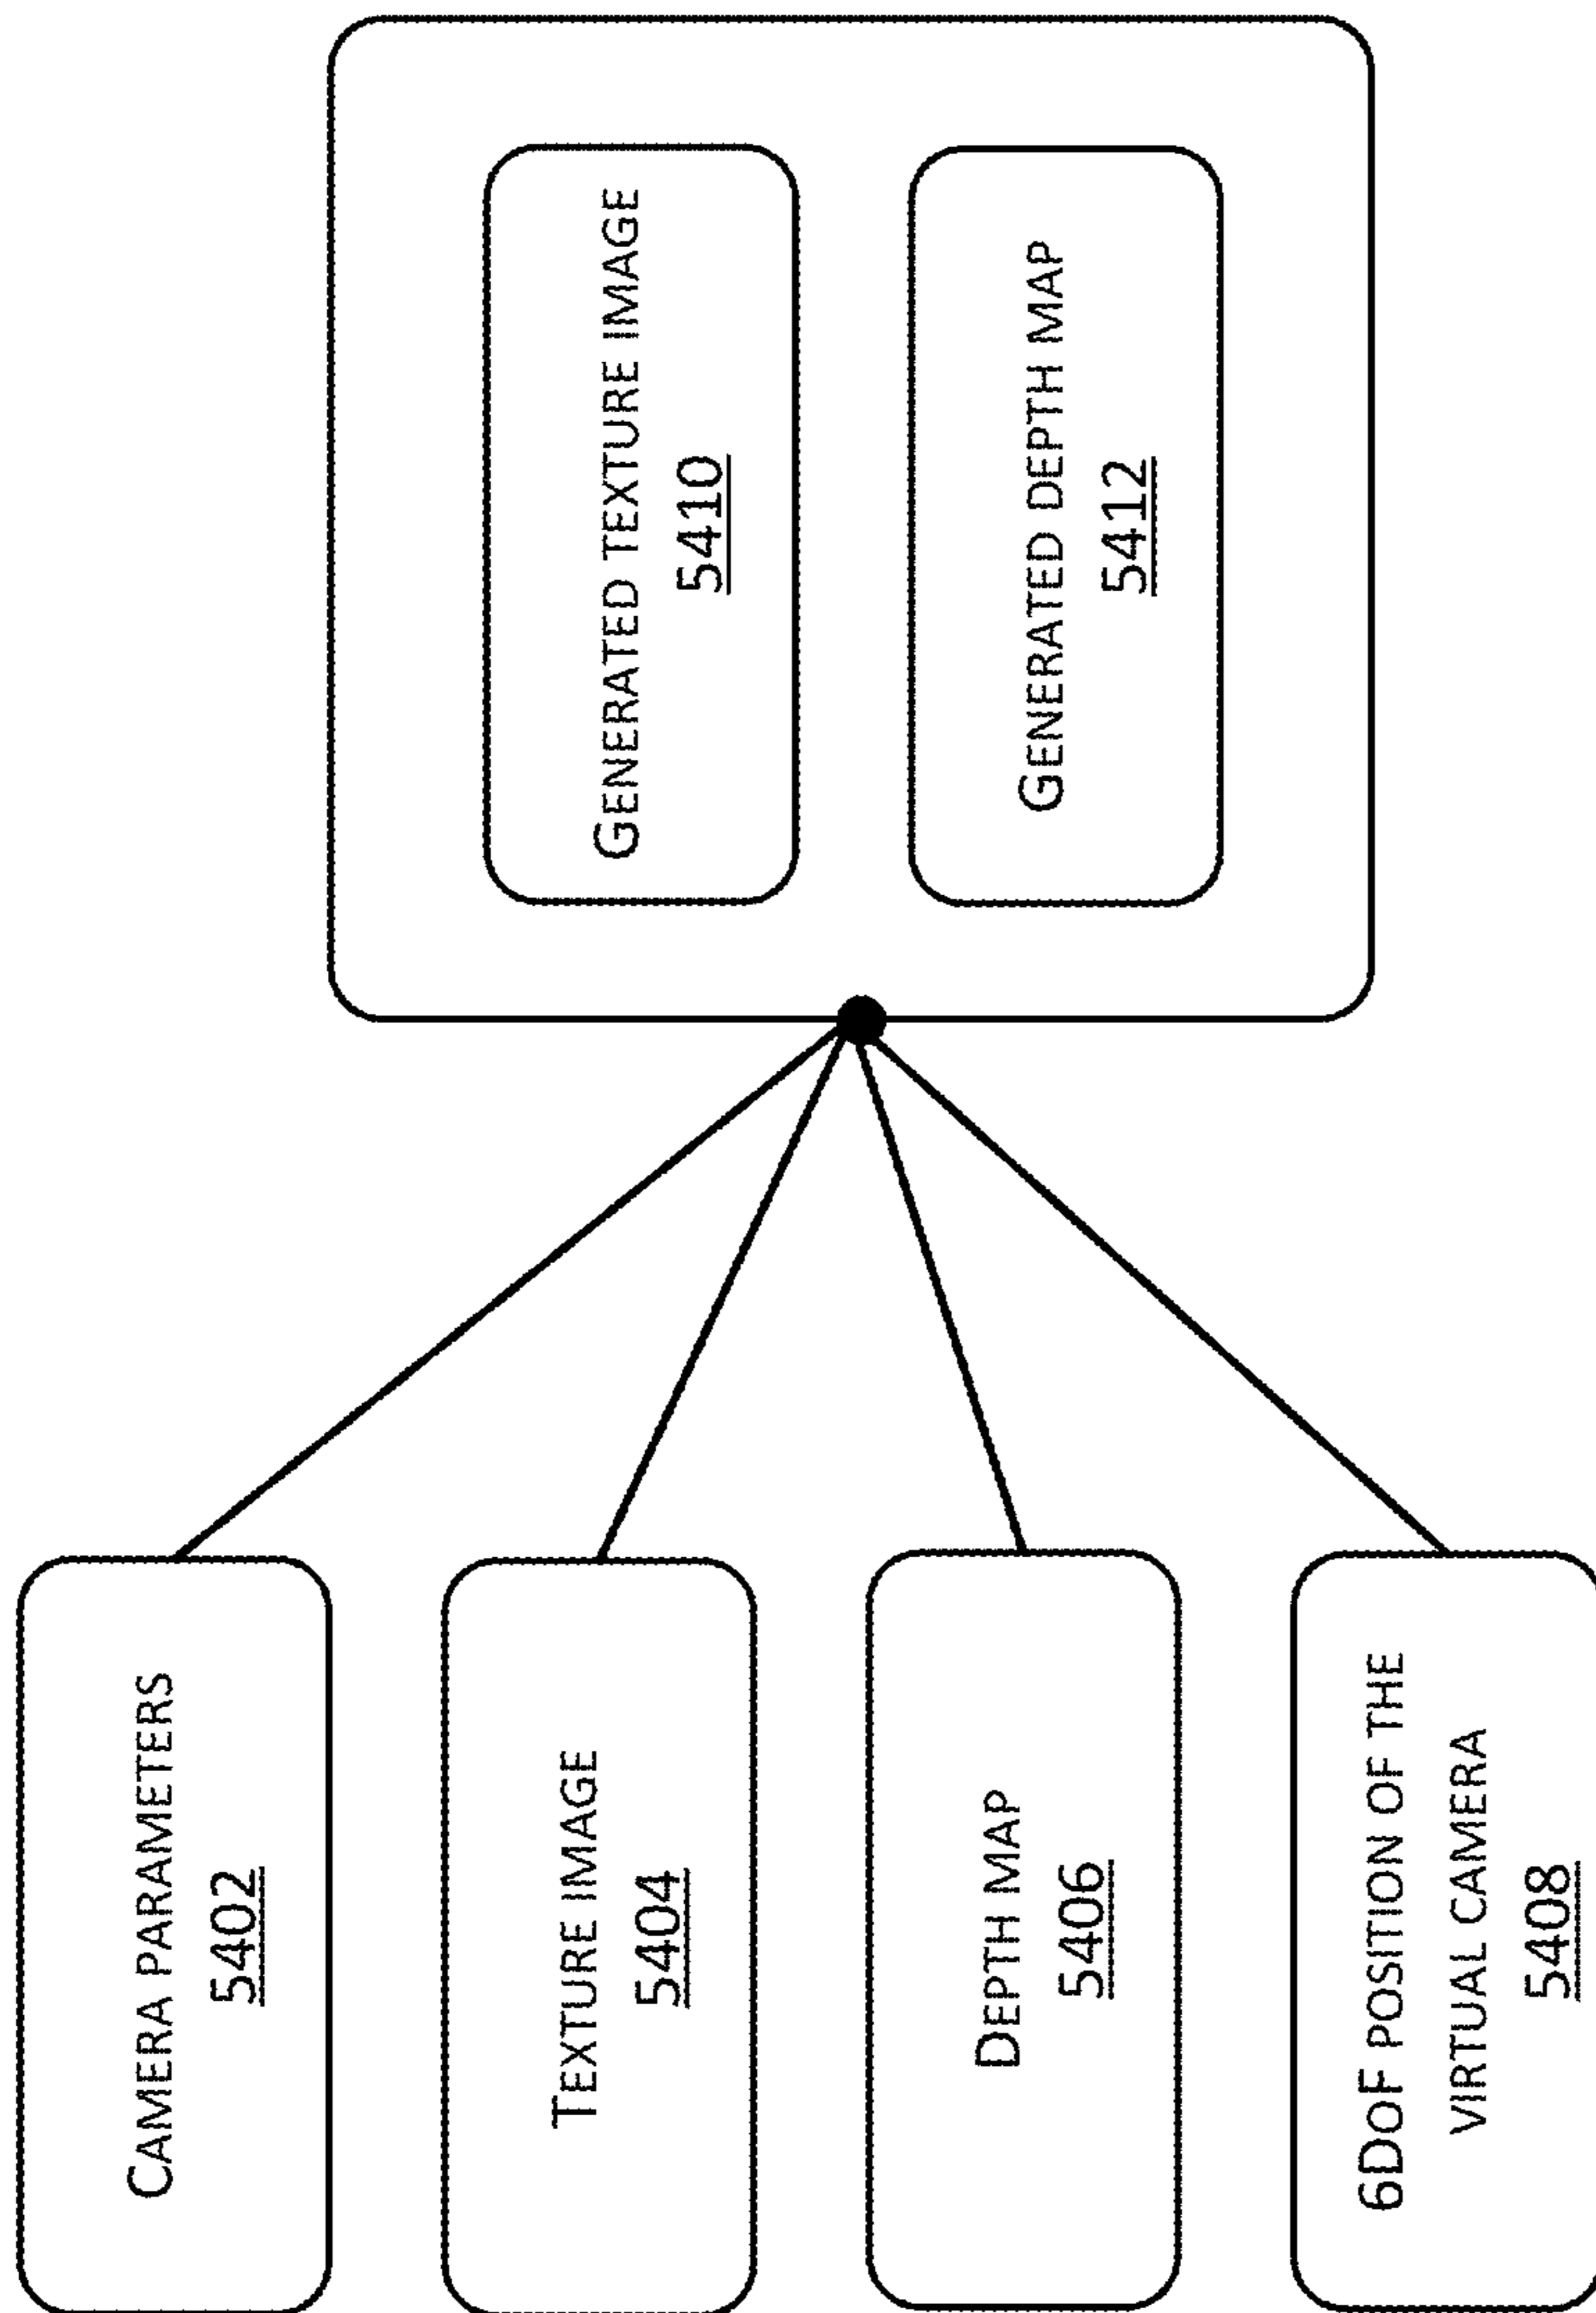 CAMERA PARAMETERS
5402
TEXTURE IMAGE
5404
DEPTH MAP
5406
6DOF POSITION OF THE
VIRTUAL CAMERA
5408
GENERATED TEXTURE IMAGE
5410
GENERATED DEPTH MAP
5412